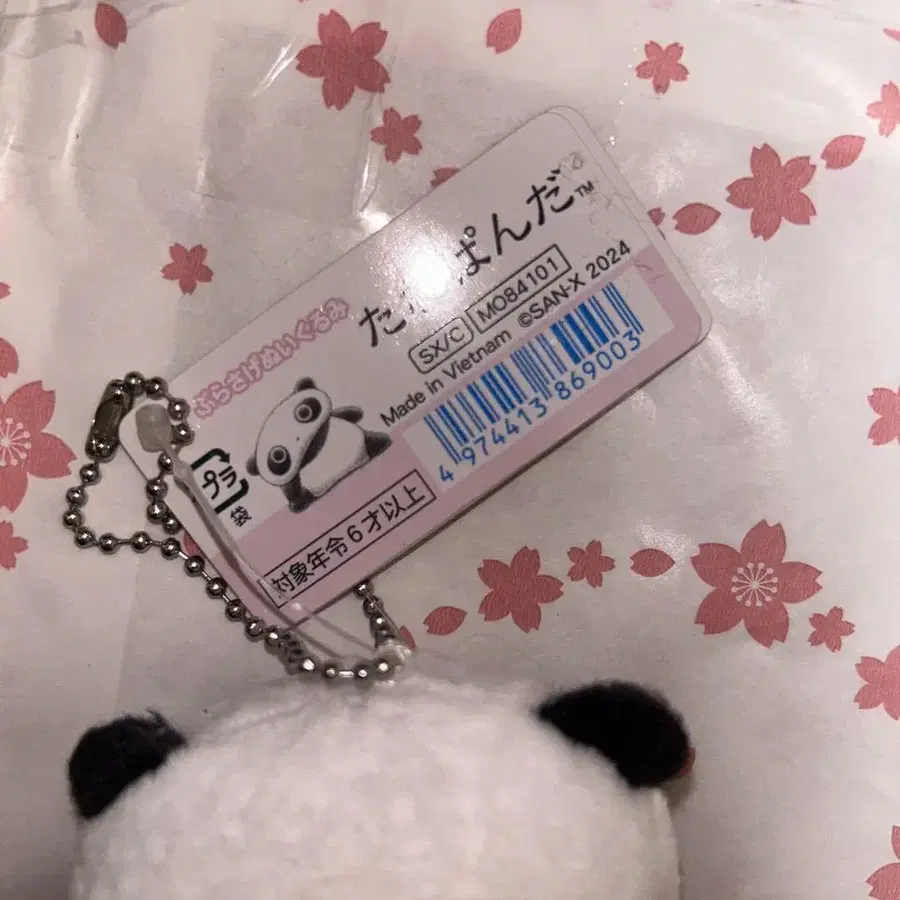 ぶらさげぬいぐるみ
ぱんだ™
SX/C MO84101
Made in Vietnam ©SAN-X 2024
4 974413 869003
プラ
袋
対象年令6才以上